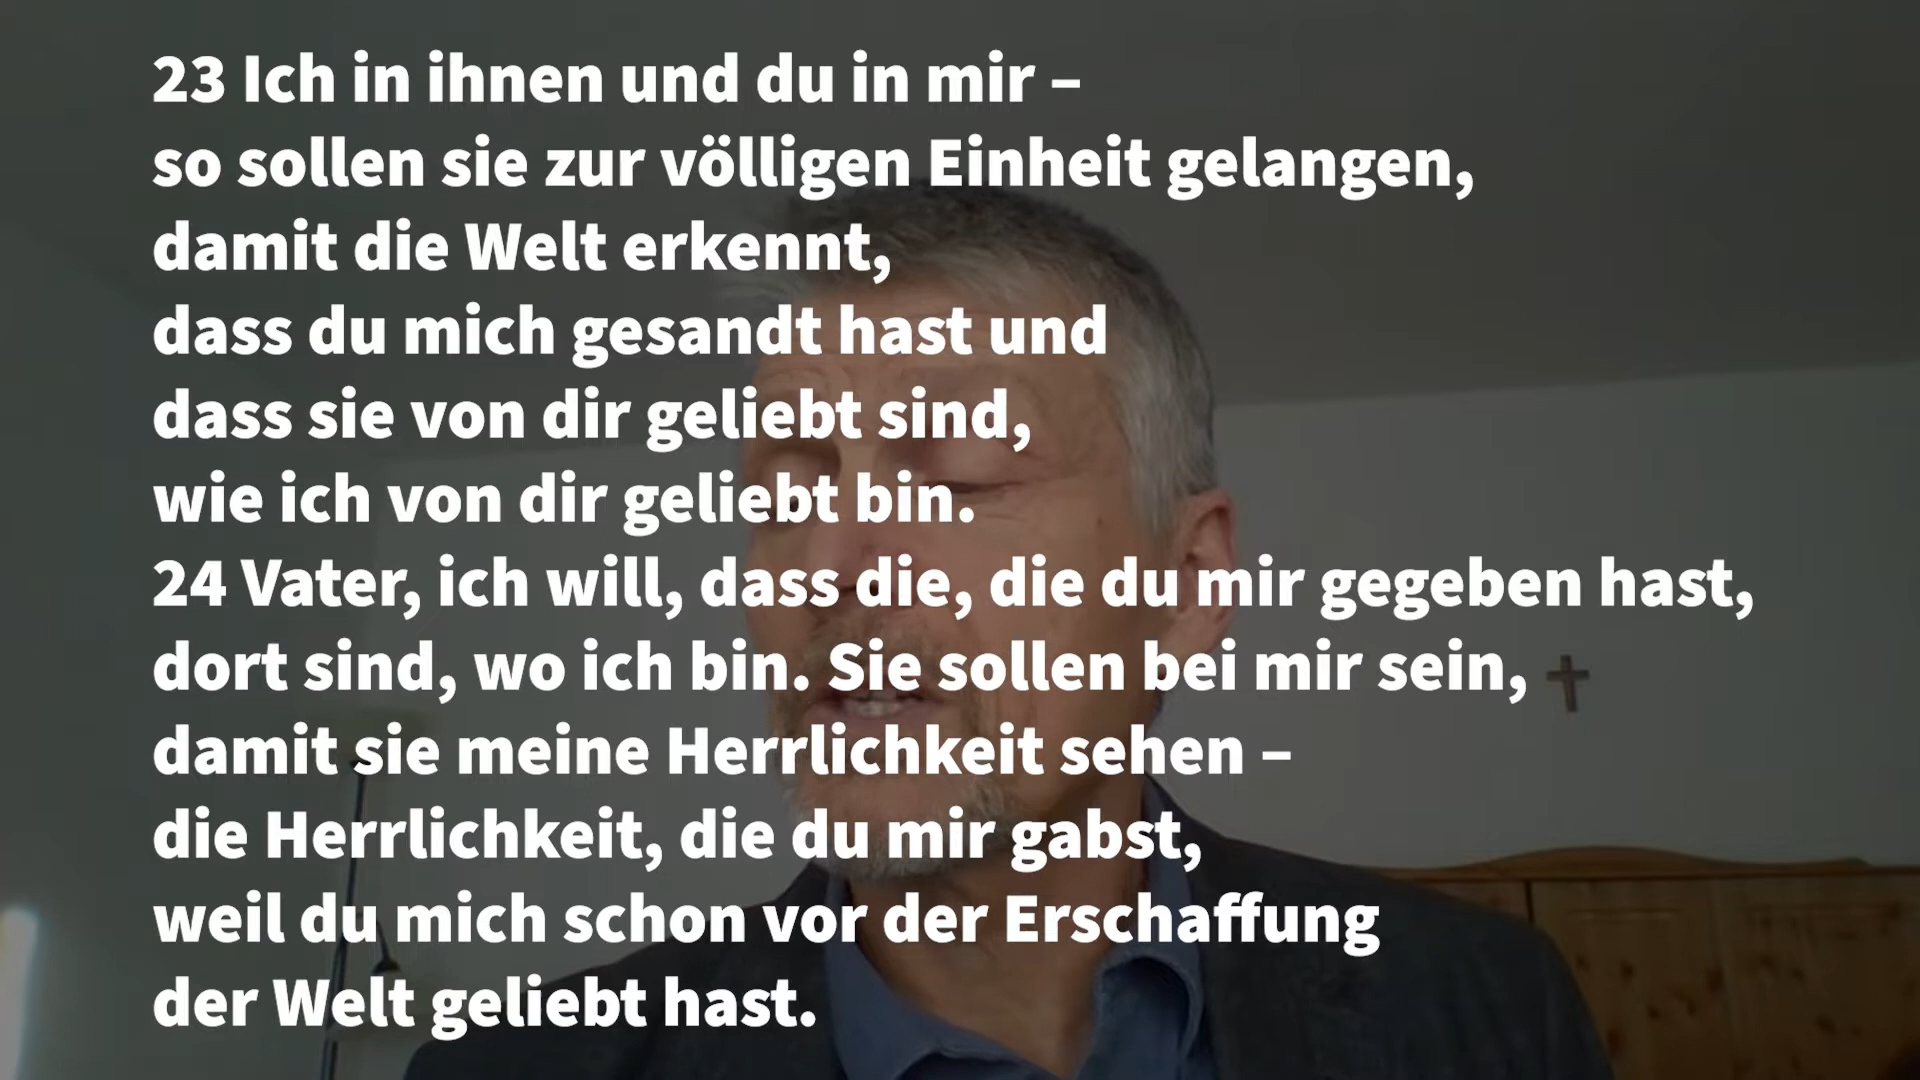 23 Ich in ihnen und du in mir –
so sollen sie zur völligen Einheit gelangen,
damit die Welt erkennt,
dass du mich gesandt hast und
dass sie von dir geliebt sind,
wie ich von dir geliebt bin.
24 Vater, ich will, dass die, die du mir gegeben hast,
dort sind, wo ich bin. Sie sollen bei mir sein,
damit sie meine Herrlichkeit sehen –
die Herrlichkeit, die du mir gabst,
weil du mich schon vor der Erschaffung
der Welt geliebt hast.